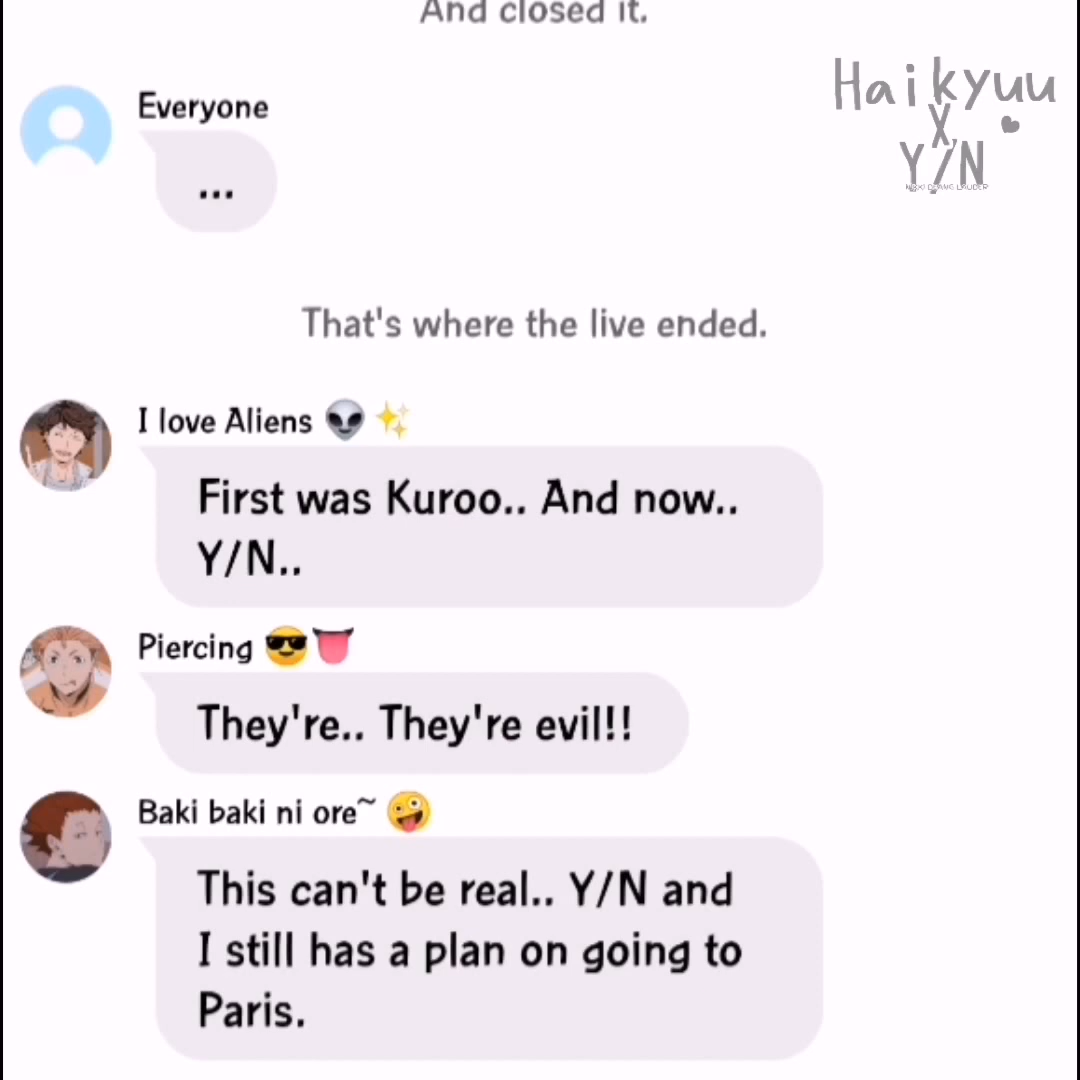 And closed it.
Haikyuu
X,
Y/N
Everyone
...
That's where the live ended.
I love Aliens 👽 ✨
First was Kuroo.. And now..
Y/N..
Piercing 😎👅
They're.. They're evil!!
Baki baki ni ore~ 🤪
This can't be real.. Y/N and
I still has a plan on going to
Paris.